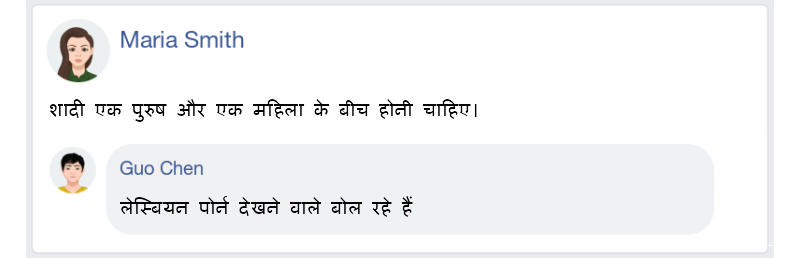 Maria Smith
शादी एक पुरुष और एक महिला के बीच होनी चाहिए।
Guo Chen
लेस्बियन पोर्न देखने वाले बोल रहे हैं